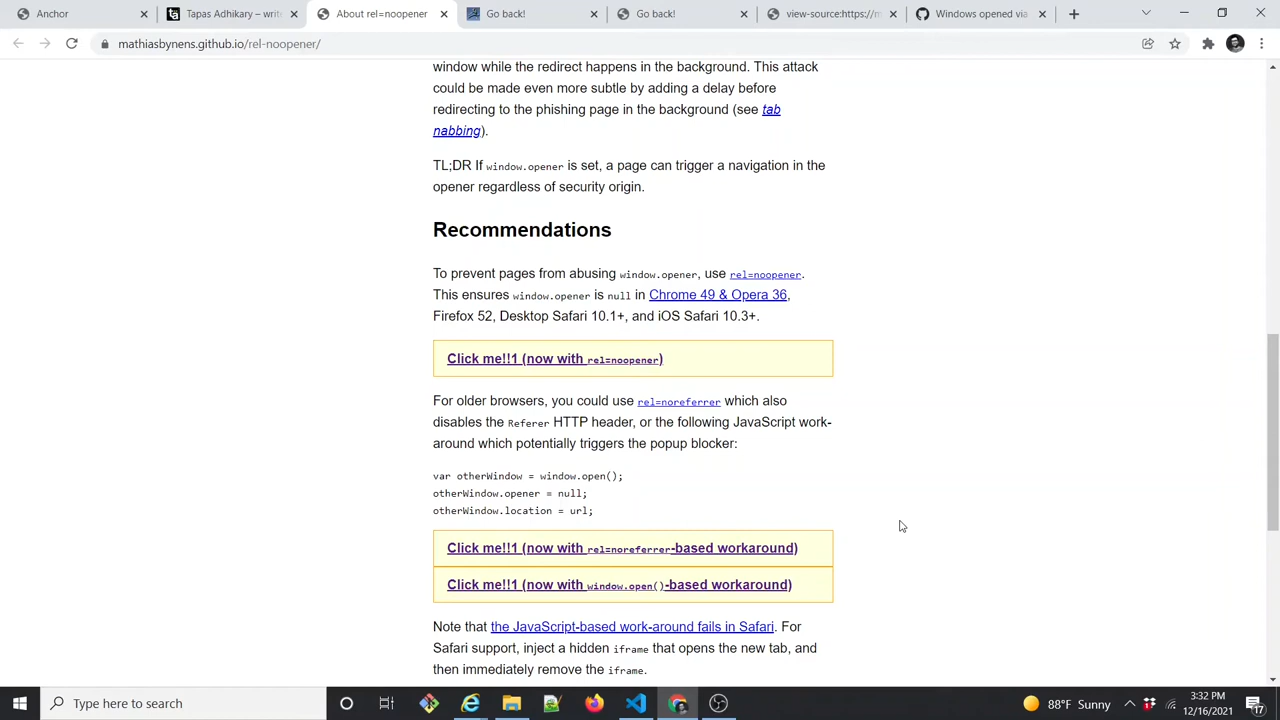 Anchor
Tapas Adhikary – write
About rel=noopener
Go back!
Go back!
view-source:https://m
Windows opened via
mathiasbynens.github.io/rel-noopener/
window while the redirect happens in the background. This attack
could be made even more subtle by adding a delay before
redirecting to the phishing page in the background (see tab
nabbing).
TL;DR If window.opener is set, a page can trigger a navigation in the
opener regardless of security origin.
Recommendations
To prevent pages from abusing window.opener, use rel=noopener.
This ensures window.opener is null in Chrome 49 & Opera 36,
Firefox 52, Desktop Safari 10.1+, and iOS Safari 10.3+.
Click me!!1 (now with rel=noopener)
For older browsers, you could use rel=noreferrer which also
disables the Referer HTTP header, or the following JavaScript work-
around which potentially triggers the popup blocker:
var otherWindow = window.open();
otherWindow.opener = null;
otherWindow.location = url;
Click me!!1 (now with rel=noreferrer-based workaround)
Click me!!1 (now with window.open()-based workaround)
Note that the JavaScript-based work-around fails in Safari. For
Safari support, inject a hidden iframe that opens the new tab, and
then immediately remove the iframe.
Type here to search
88°F Sunny
3:32 PM
12/16/2021
17